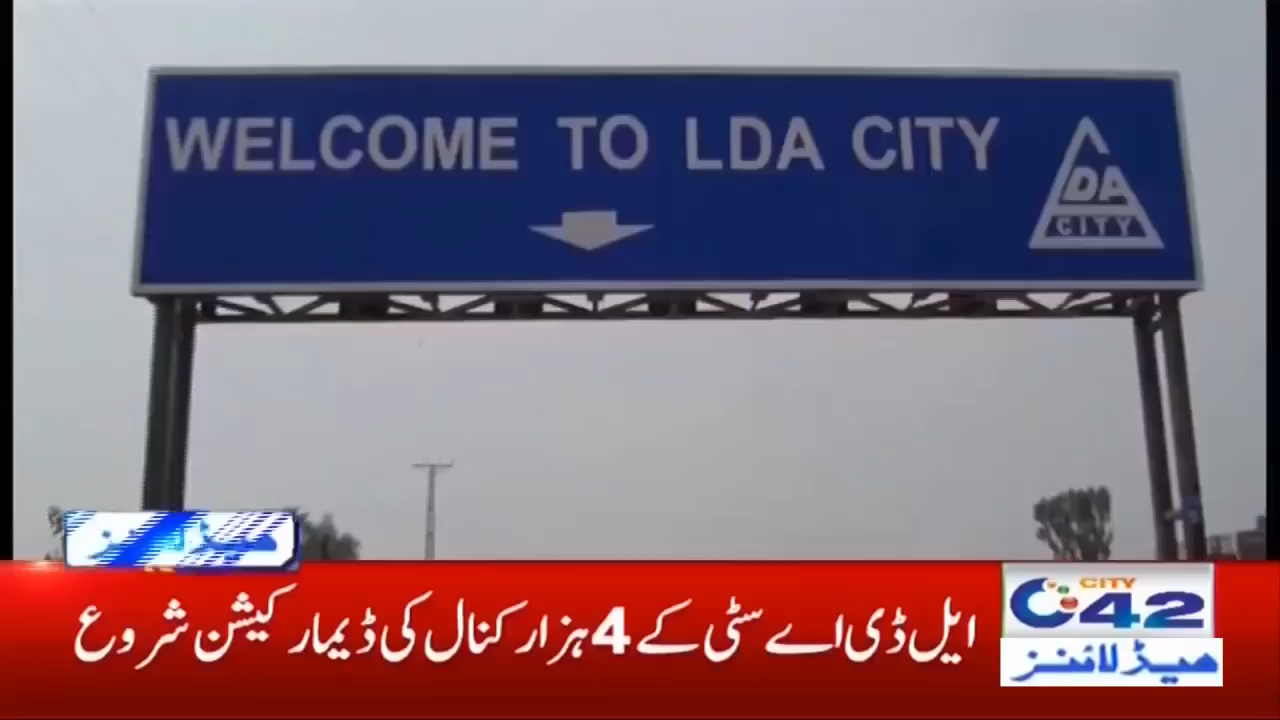 WELCOME TO LDA CITY
LDA
CITY
ہیڈلائنز
ایل ڈی اے سٹی کے 4 ہزار کنال کی ڈیمارکیشن شروع
CITY
42
ہیڈلائنز